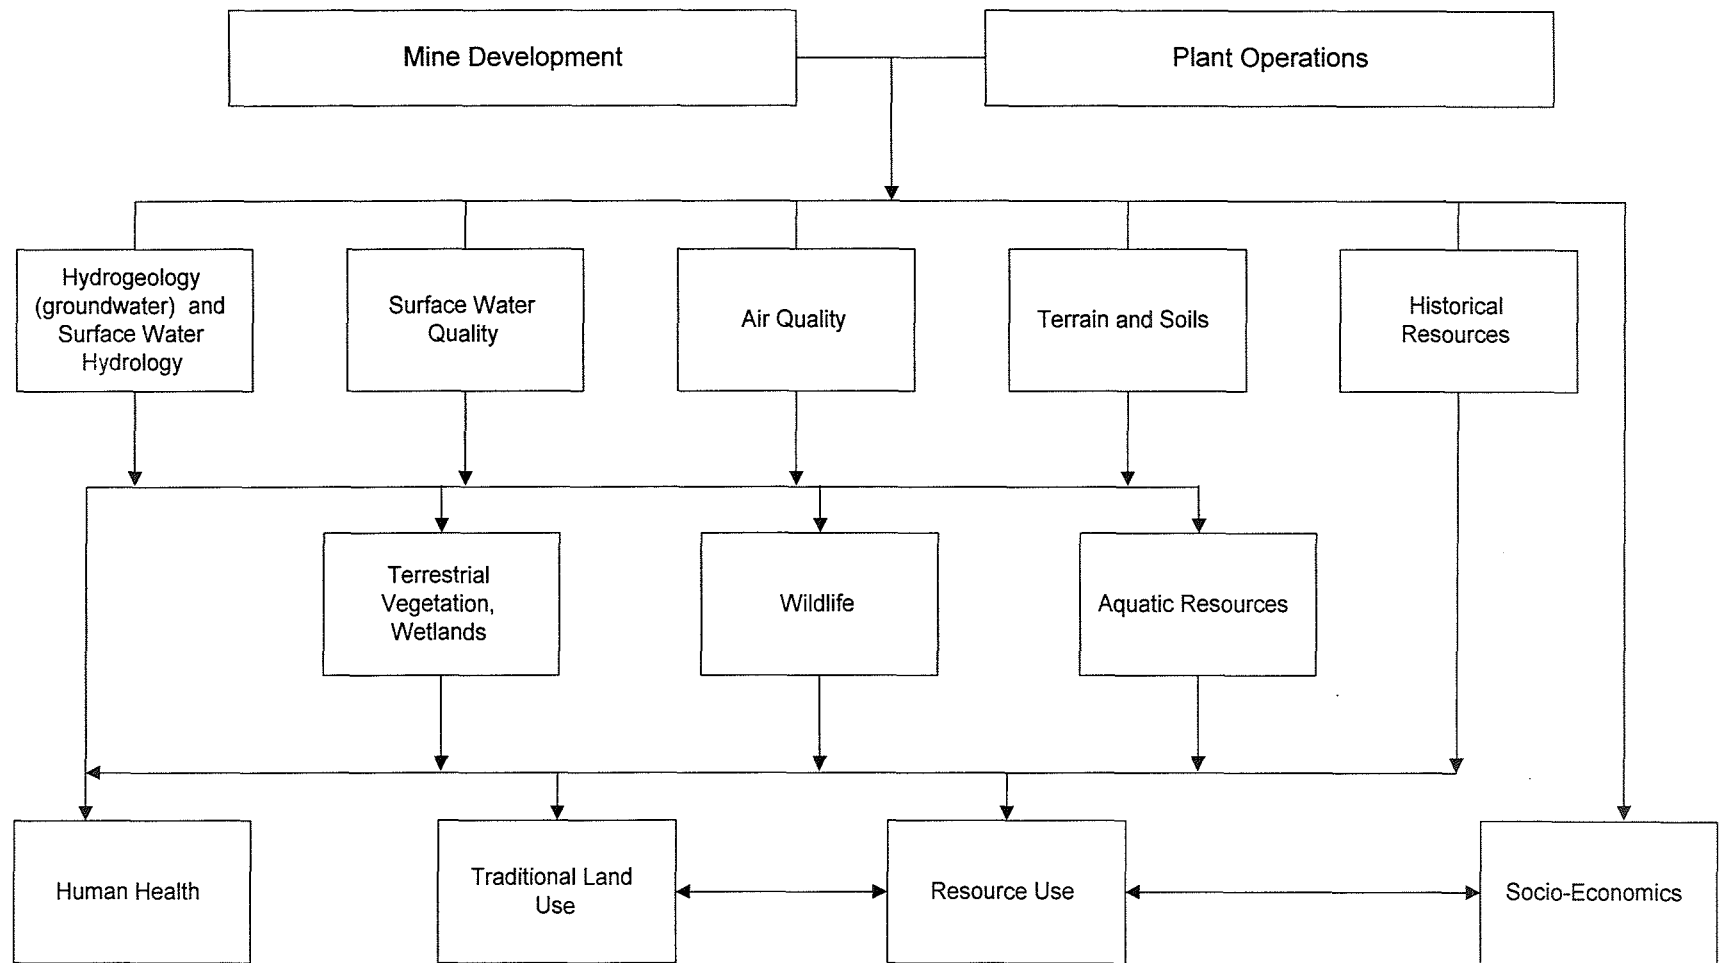 Mine Development
Plant Operations
Hydrogeology
(groundwater) and
Surface Water
Hydrology
Surface Water
Quality
Air Quality
Terrain and Soils
Historical
Resources
Terrestrial
Vegetation,
Wetlands
Wildlife
Aquatic Resources
Human Health
Traditional Land
Use
Resource Use
Socio-Economics